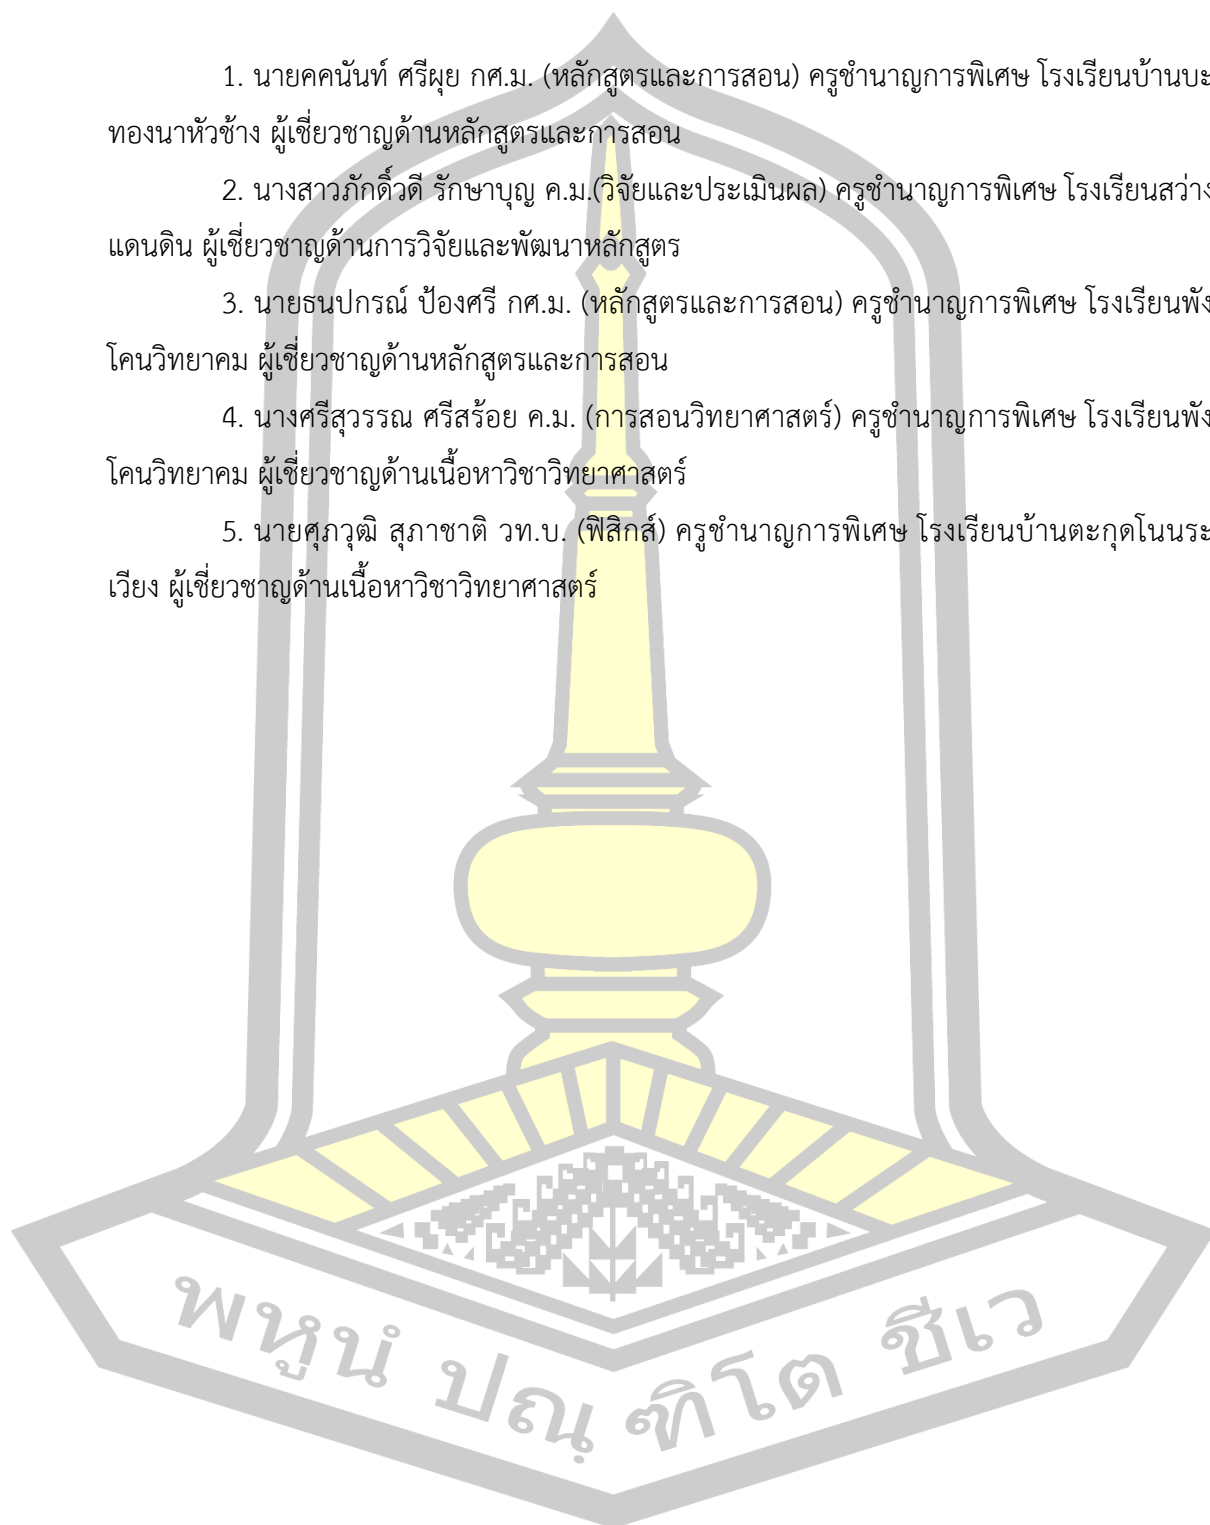 1. นายคคนันท์ ศรีผุย กศ.ม. (หลักสูตรและการสอน) ครูชำนาญการพิเศษ โรงเรียนบ้านบะ
ทองนาหัวช้าง ผู้เชี่ยวชาญด้านหลักสูตรและการสอน
2. นางสาวภักดิ์วดี รักษาบุญ ค.ม.(วิจัยและประเมินผล) ครูชำนาญการพิเศษ โรงเรียนสว่าง
แดนดิน ผู้เชี่ยวชาญด้านการวิจัยและพัฒนาหลักสูตร
3. นายธนปกรณ์ ป้องศรี กศ.ม. (หลักสูตรและการสอน) ครูชำนาญการพิเศษ โรงเรียนพัง
โคนวิทยาคม ผู้เชี่ยวชาญด้านหลักสูตรและการสอน
4. นางศรีสุวรรณ ศรีสร้อย ค.ม. (การสอนวิทยาศาสตร์) ครูชำนาญการพิเศษ โรงเรียนพัง
โคนวิทยาคม ผู้เชี่ยวชาญด้านเนื้อหาวิชาวิทยาศาสตร์
5. นายศุภวุฒิ สุภาชาติ วท.บ. (ฟิสิกส์) ครูชำนาญการพิเศษ โรงเรียนบ้านตะกุดโนนระ
เวียง ผู้เชี่ยวชาญด้านเนื้อหาวิชาวิทยาศาสตร์
พหูนํ ปณฺฑิโต ชีเว